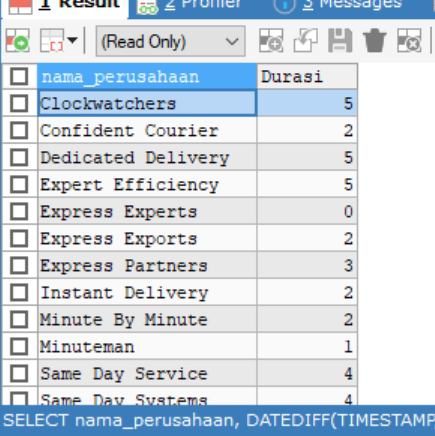 1 Result 2 Profiler 3 Messages
(Read Only)
nama_perusahaan Durasi
Clockwatchers 5
Confident Courier 2
Dedicated Delivery 5
Expert Efficiency 5
Express Experts 0
Express Exports 2
Express Partners 3
Instant Delivery 2
Minute By Minute 2
Minuteman 1
Same Day Service 4
Same Day Systems 4
SELECT nama_perusahaan, DATEDIFF(TIMESTAMP